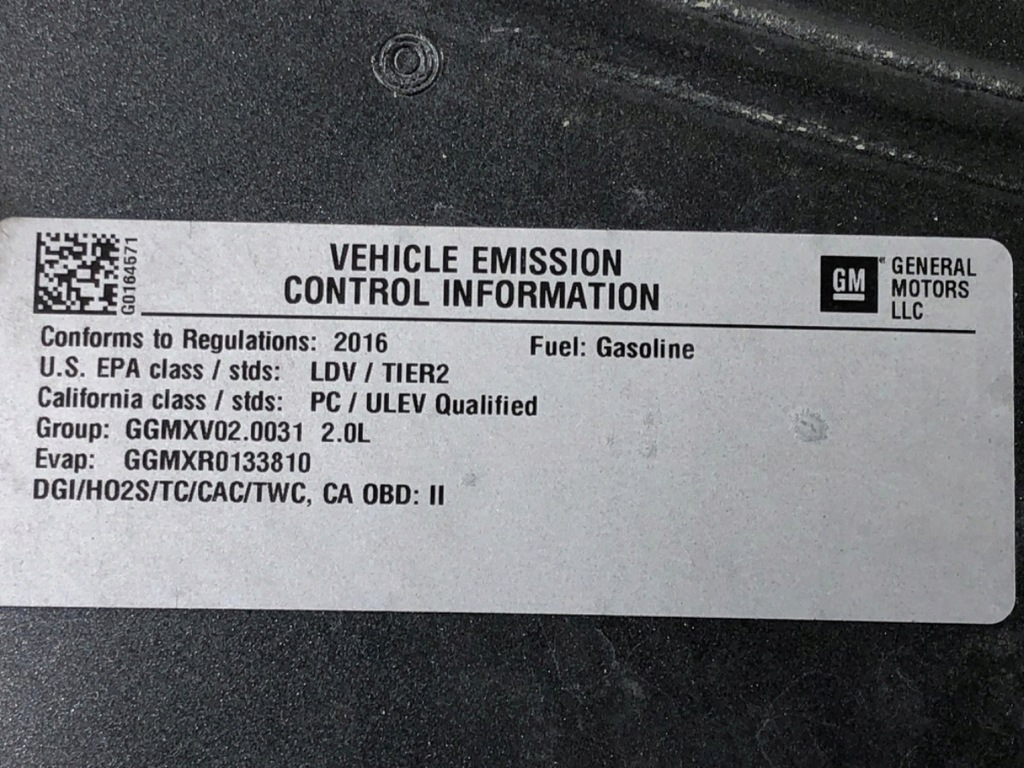 G0164571
VEHICLE EMISSION
CONTROL INFORMATION
GM
GENERAL
MOTORS
LLC
Conforms to Regulations: 2016 Fuel: Gasoline
U.S. EPA class / stds: LDV / TIER2
California class / stds: PC / ULEV Qualified
Group: GGMXV02.0031 2.0L
Evap: GGMXR0133810
DGI/HO2S/TC/CAC/TWC, CA OBD: II